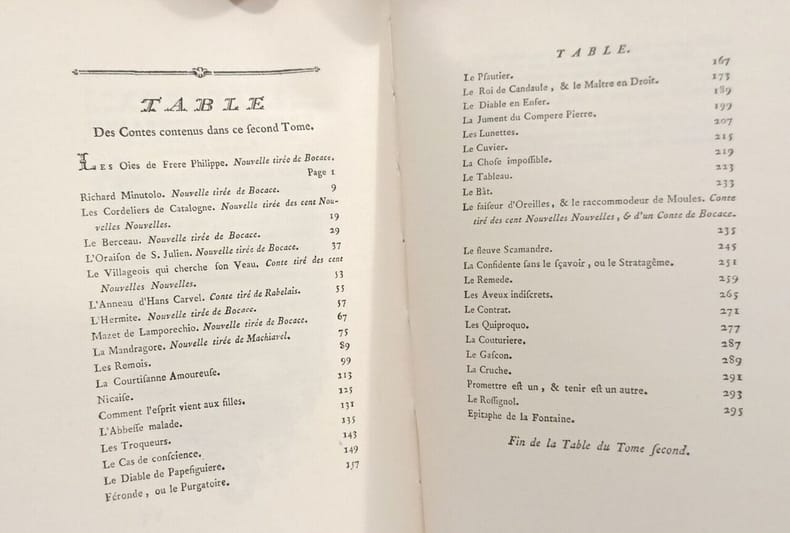 TABLE
Des Contes contenus dans ce ſecond Tome.
LES Oies de Frere Philippe. Nouvelle tirée de Bocace.
Page 1
Richard Minutolo. Nouvelle tirée de Bocace. 9
Les Cordeliers de Catalogne. Nouvelle tirée des cent Nou-
velles Nouvelles. 19
Le Berceau. Nouvelle tirée de Bocace. 29
L'Oraiſon de S. Julien. Nouvelle tirée de Bocace. 37
Le Villageois qui cherche ſon Veau. Conte tiré des cent
Nouvelles Nouvelles. 53
L'Anneau d'Hans Carvel. Conte tiré de Rabelais. 55
L'Hermite. Nouvelle tirée de Bocace. 57
Mazet de Lamporechio. Nouvelle tirée de Bocace. 67
La Mandragore. Nouvelle tirée de Machiavel. 75
Les Remois. 89
La Courtiſanne Amoureuſe. 99
Nicaiſe. 113
Comment l'eſprit vient aux filles. 125
L'Abbeſſe malade. 131
Les Troqueurs. 135
Le Cas de conſcience. 143
Le Diable de Papefiguiere. 149
Féronde, ou le Purgatoire. 157
TABLE.
Le Pſautier. 167
Le Roi de Candaule, & le Maître en Droit. 173
Le Diable en Enfer. 189
La Jument du Compere Pierre. 199
Les Lunettes. 207
Le Cuvier. 215
La Choſe impoſſible. 219
Le Tableau. 223
Le Bât. 233
Le faiſeur d'Oreilles, & le raccommodeur de Moules. Conte
tiré des cent Nouvelles Nouvelles, & d'un Conte de Bocace.
235
Le fleuve Scamandre. 245
La Confidente ſans le ſçavoir, ou le Stratagême. 251
Le Remede. 259
Les Aveux indiſcrets. 265
Le Contrat. 271
Les Quiproquo. 277
La Couturiere. 287
Le Gaſcon. 289
La Cruche. 291
Promettre eſt un, & tenir eſt un autre. 293
Le Roſſignol. 295
Epitaphe de la Fontaine.
Fin de la Table du Tome ſecond.